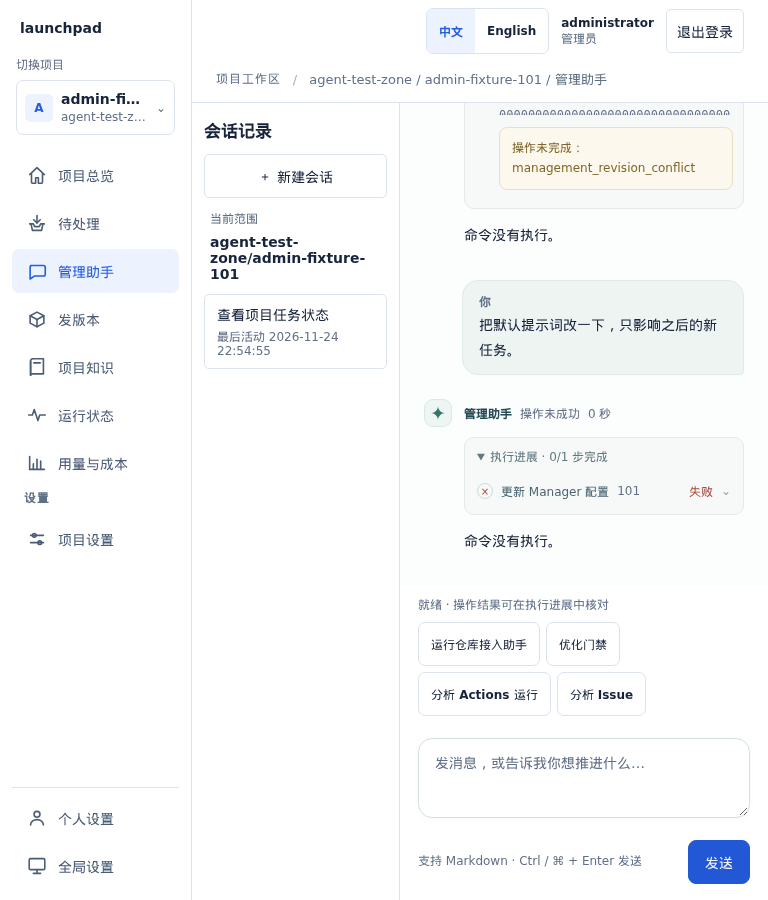 launchpad
切换项目
A
admin-fi...
agent-test-z...
项目总览
待处理
管理助手
发版本
项目知识
运行状态
用量与成本
设置
项目设置
个人设置
全局设置
中文
English
administrator
管理员
退出登录
项目工作区 / agent-test-zone / admin-fixture-101 / 管理助手
会话记录
+ 新建会话
当前范围
agent-test-
zone/admin-fixture-
101
查看项目任务状态
最后活动 2026-11-24
22:54:55
操作未完成：
management_revision_conflict
命令没有执行。
你
把默认提示词改一下，只影响之后的新
任务。
管理助手 操作未成功 0 秒
▼ 执行进展 · 0/1 步完成
× 更新 Manager 配置 101 失败
命令没有执行。
就绪 · 操作结果可在执行进展中核对
运行仓库接入助手
优化门禁
分析 Actions 运行
分析 Issue
发消息，或告诉我你想推进什么...
支持 Markdown · Ctrl / ⌘ + Enter 发送
发送